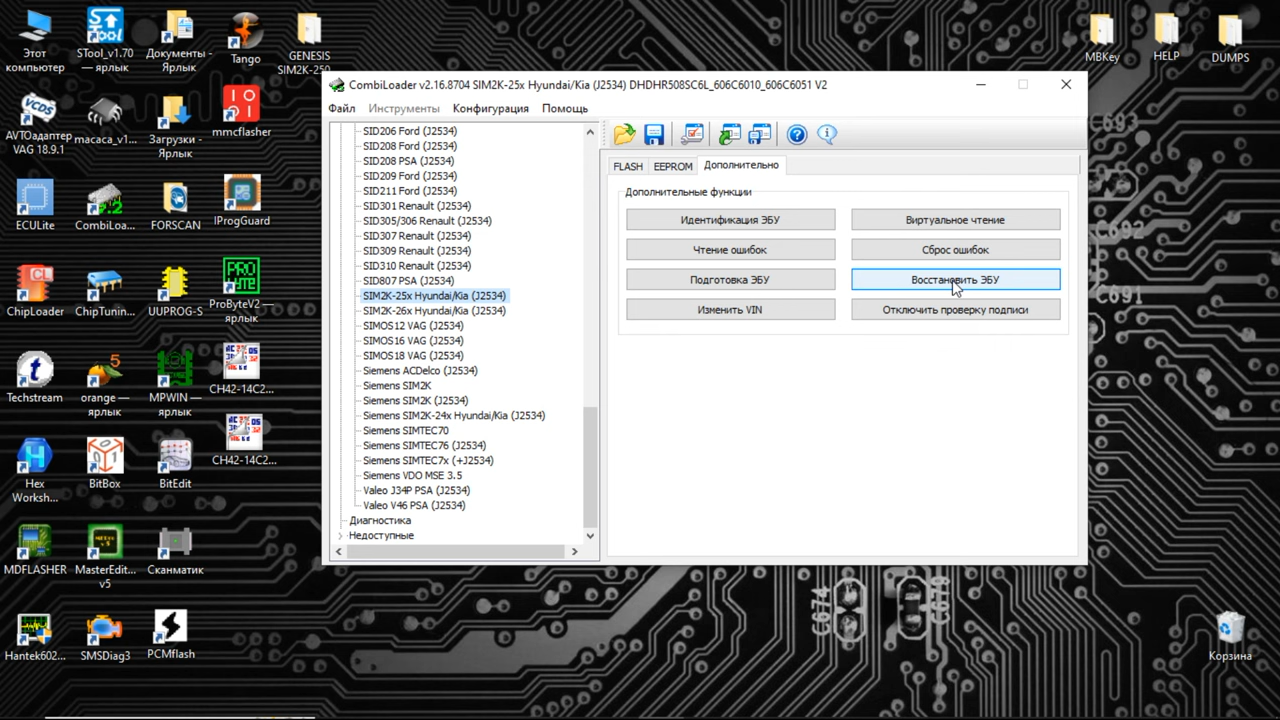 Этот
компьютер
STool_v1.70
— ярлык
Документы -
Ярлык
Tango
GENESIS
SIM2K-250
AVTOадаптер
VAG 18.9.1
macaca_v1...
Загрузки -
Ярлык
mmcflasher
ECULite
CombiLoa...
FORSCAN
IProgGuard
ChipLoader
ChipTunin...
UUPROG-S
ProByteV2 —
ярлык
Techstream
orange —
ярлык
MPWIN —
ярлык
CH42-14C2...
Hex
Worksh...
BitBox
BitEdit
CH42-14C2...
MDFLASHER
MasterEdit...
v5
Сканматик
Hantek602...
SMSDiag3
PCMflash
MBKey
HELP
DUMPS
Корзина
CombiLoader v2.16.8704 SIM2K-25x Hyundai/Kia (J2534) DHDHR508SC6L_606C6010_606C6051 V2
Файл Инструменты Конфигурация Помощь
SID206 Ford (J2534)
SID208 Ford (J2534)
SID208 PSA (J2534)
SID209 Ford (J2534)
SID211 Ford (J2534)
SID301 Renault (J2534)
SID305/306 Renault (J2534)
SID307 Renault (J2534)
SID309 Renault (J2534)
SID310 Renault (J2534)
SID807 PSA (J2534)
SIM2K-25x Hyundai/Kia (J2534)
SIM2K-26x Hyundai/Kia (J2534)
SIMOS12 VAG (J2534)
SIMOS16 VAG (J2534)
SIMOS18 VAG (J2534)
Siemens ACDelco (J2534)
Siemens SIM2K
Siemens SIM2K (J2534)
Siemens SIM2K-24x Hyundai/Kia (J2534)
Siemens SIMTEC70
Siemens SIMTEC76 (J2534)
Siemens SIMTEC7x (+J2534)
Siemens VDO MSE 3.5
Valeo J34P PSA (J2534)
Valeo V46 PSA (J2534)
Диагностика
Недоступные
FLASH EEPROM Дополнительно
Дополнительные функции
Идентификация ЭБУ Виртуальное чтение
Чтение ошибок Сброс ошибок
Подготовка ЭБУ Восстановить ЭБУ
Изменить VIN Отключить проверку подписи
C693
C692
C691
C674